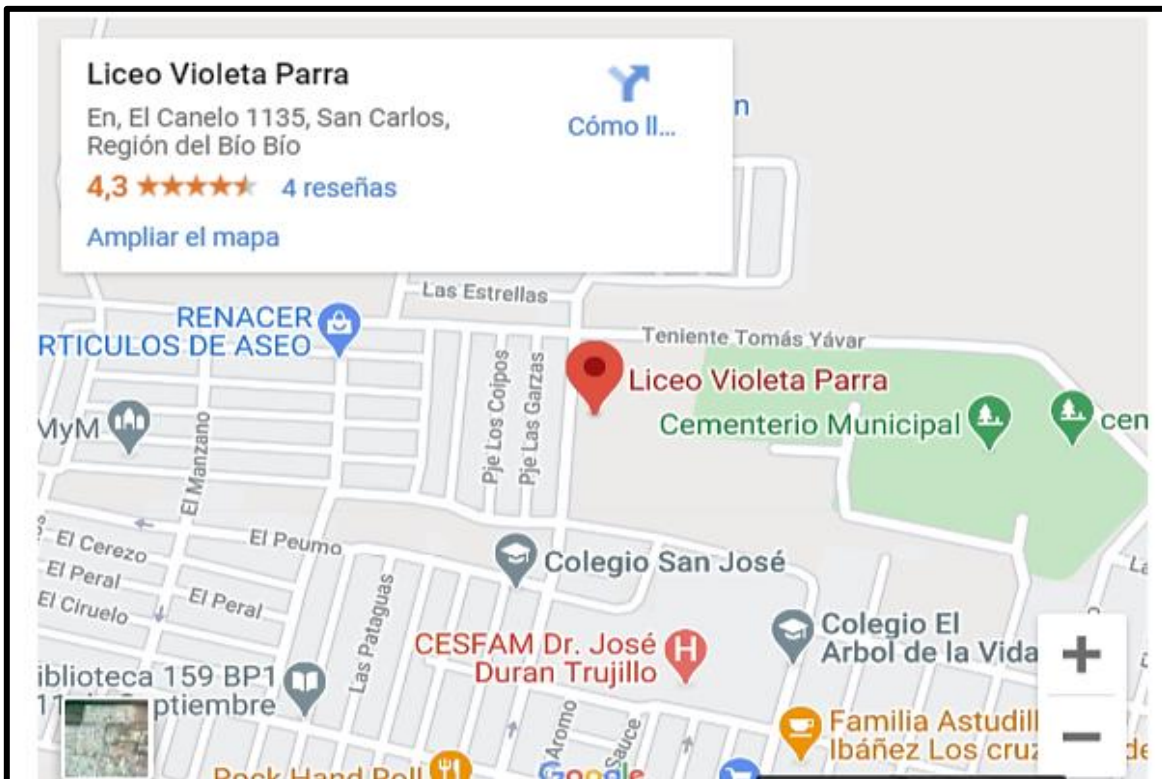 Liceo Violeta Parra
En, El Canelo 1135, San Carlos,
Región del Bío Bío
4,3
4 reseñas
Ampliar el mapa
Cómo ll...
n
Las Estrellas
RENACER
RTICULOS DE ASEO
Teniente Tomás Yávar
Liceo Violeta Parra
Cementerio Municipal
cen
MyM
Pje Los Coipos
Pje Las Garzas
El Manzano
El Cerezo
El Peumo
El Peral
El Peral
El Ciruelo
Colegio San José
Las Pataguas
CESFAM Dr. José
Duran Trujillo
H
Colegio El
Arbol de la Vida
iblioteca 159 BP1
ptiembre
Aromo
Sauce
Familia Astudill
Ibáñez Los cruz
de
Rock Hand Roll
Google
+
−